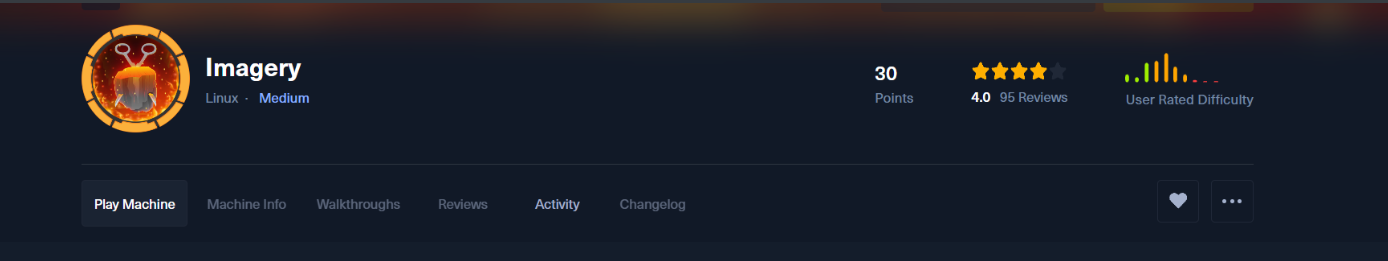 Imagery
Linux · Medium
30
Points
4.0 95 Reviews
User Rated Difficulty
Play Machine
Machine Info
Walkthroughs
Reviews
Activity
Changelog